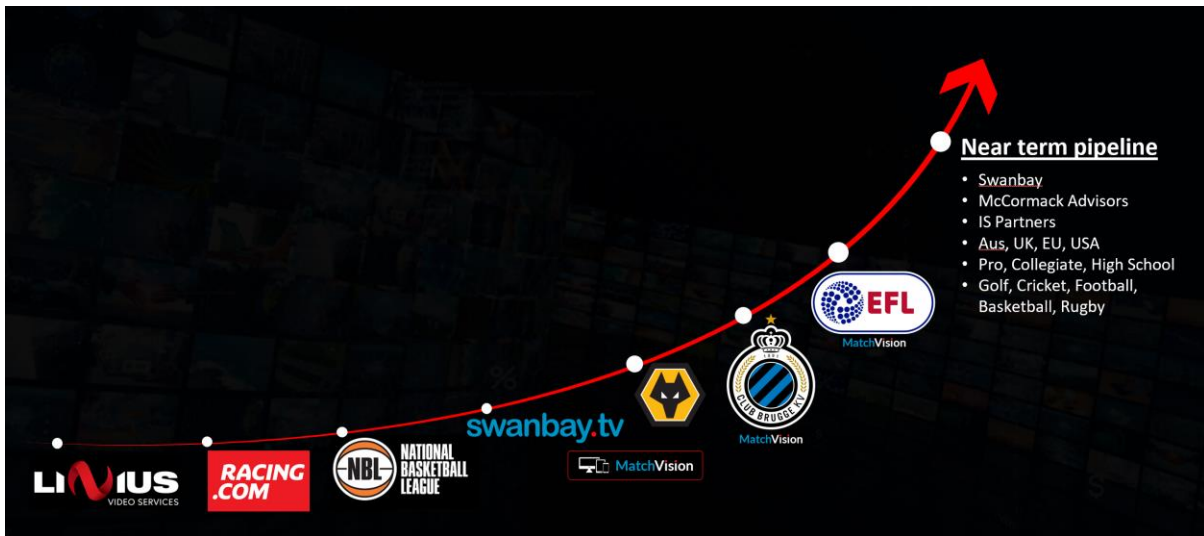 LINIUS
VIDEO SERVICES
RACING
.COM
NBL
NATIONAL
BASKETBALL
LEAGUE
swanbay.tv
MatchVision
CLUB BRUGGE KV
MatchVision
EFL
MatchVision
Near term pipeline
• Swanbay
• McCormack Advisors
• IS Partners
• Aus, UK, EU, USA
• Pro, Collegiate, High School
• Golf, Cricket, Football,
Basketball, Rugby